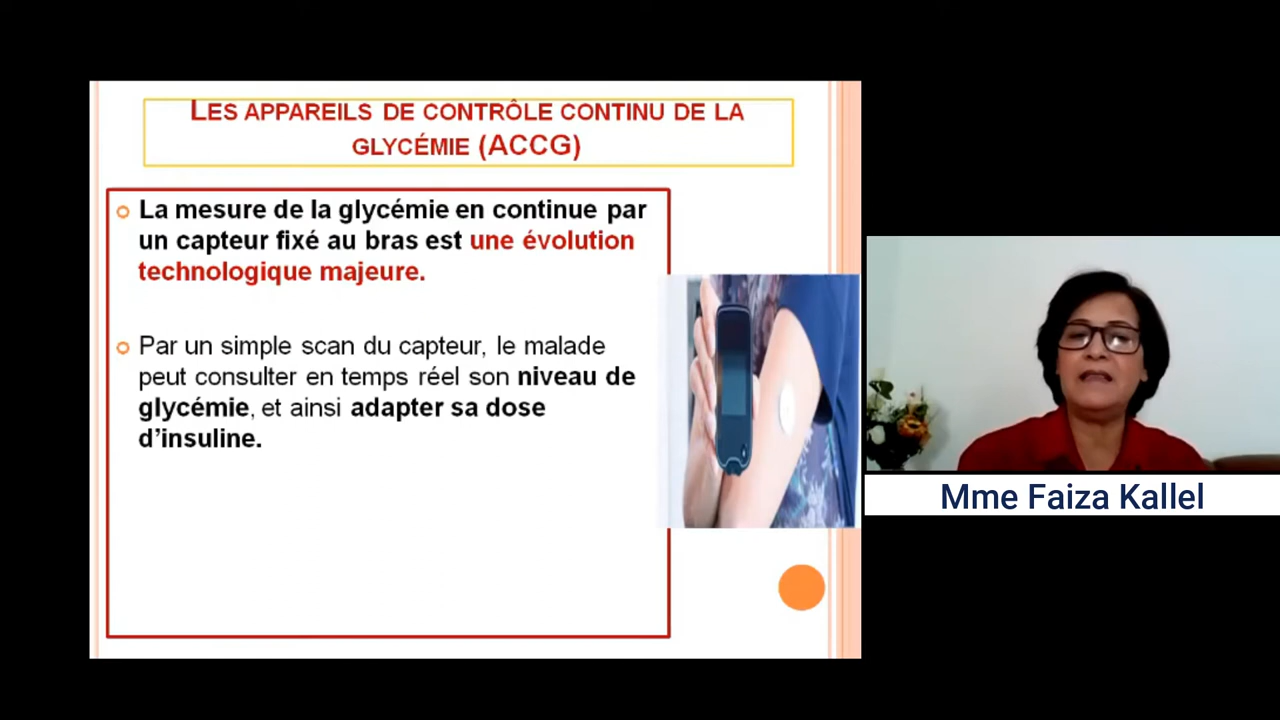 LES APPAREILS DE CONTRÔLE CONTINU DE LA
GLYCÉMIE (ACCG)
La mesure de la glycémie en continue par
un capteur fixé au bras est une évolution
technologique majeure.
Par un simple scan du capteur, le malade
peut consulter en temps réel son niveau de
glycémie, et ainsi adapter sa dose
d’insuline.
Mme Faiza Kallel